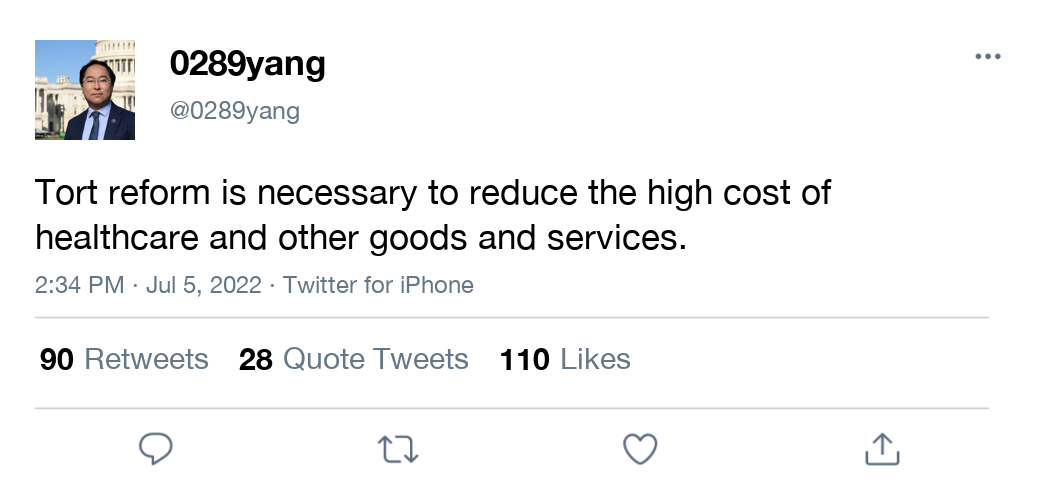 0289yang
@0289yang
Tort reform is necessary to reduce the high cost of
healthcare and other goods and services.
2:34 PM · Jul 5, 2022 · Twitter for iPhone
90 Retweets 28 Quote Tweets 110 Likes